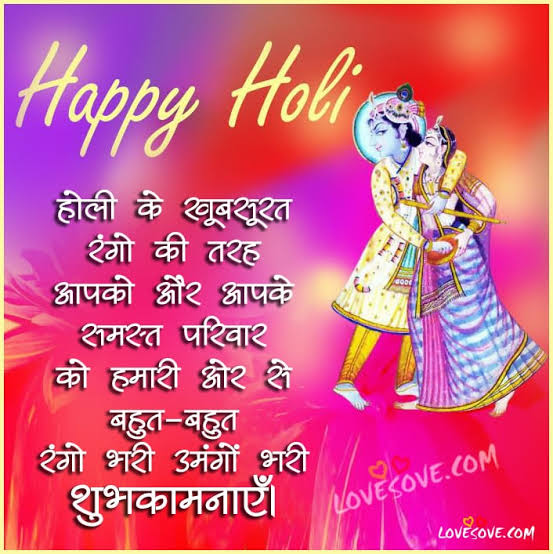 Happy Holi
होली के खूबसूरत
रंगो की तरह
आपको और आपके
समस्त परिवार
को हमारी ओर से
बहुत-बहुत
रंगो भरी उमंगों भरी
शुभकामनाएँ।
LOVESOVE.COM
LOVESOVE.COM